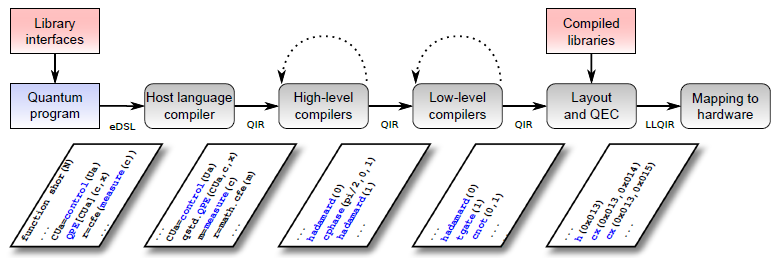 Library
interfaces
Compiled
libraries
Quantum
program
eDSL
Host language
compiler
QIR
High-level
compilers
QIR
Low-level
compilers
QIR
Layout
and QEC
LLQIR
Mapping to
hardware
function shor(N)
...
CUa=control(Ua)
QPE[CUa](c,x)
r=cfe(measure(c))
...
...
CUa=control(Ua)
qstd.QPE(CUa,c,x)
m=measure(c)
r=math.cfe(m)
...
...
hadamard(0)
cphase(pi/2,0,1)
hadamard(1)
...
...
hadamard(0)
tgate(1)
cnot(0,1)
...
...
h(0x013)
cx(0x013,0x014)
cx(0x013,0x015)
...